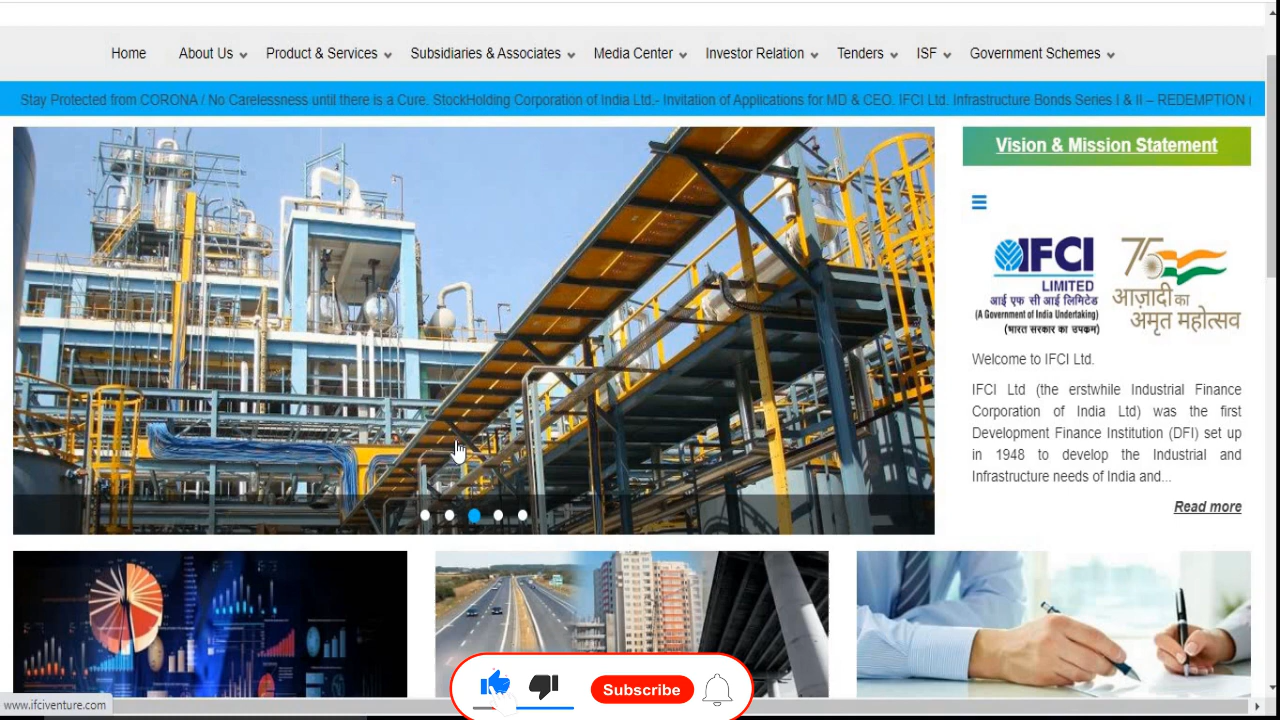 Home About Us Product & Services Subsidiaries & Associates Media Center Investor Relation Tenders ISF Government Schemes
Stay Protected from CORONA / No Carelessness until there is a Cure. StockHolding Corporation of India Ltd.- Invitation of Applications for MD & CEO. IFCI Ltd. Infrastructure Bonds Series I & II – REDEMPTION
Vision & Mission Statement
IFCI
LIMITED
आई एफ सी आई लिमिटेड
(A Government of India Undertaking)
(भारत सरकार का उपक्रम)
75
आज़ादी का
अमृत महोत्सव
Welcome to IFCI Ltd.
IFCI Ltd (the erstwhile Industrial Finance
Corporation of India Ltd) was the first
Development Finance Institution (DFI) set up
in 1948 to develop the Industrial and
Infrastructure needs of India and...
Read more
Subscribe
www.ifciventure.com